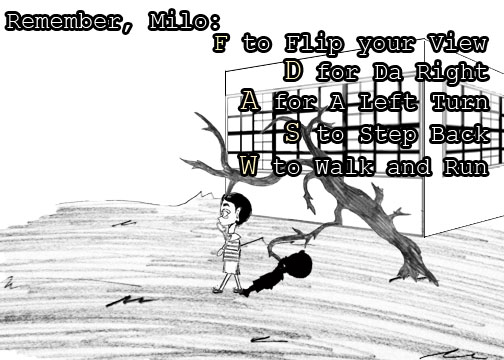 Remember, Milo:
F to Flip your View
D for Da Right
A for A Left Turn
S to Step Back
W to Walk and Run